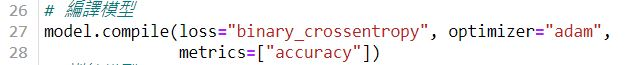 26 # 編譯模型
27 model.compile(loss="binary_crossentropy", optimizer="adam",
28 metrics=["accuracy"])